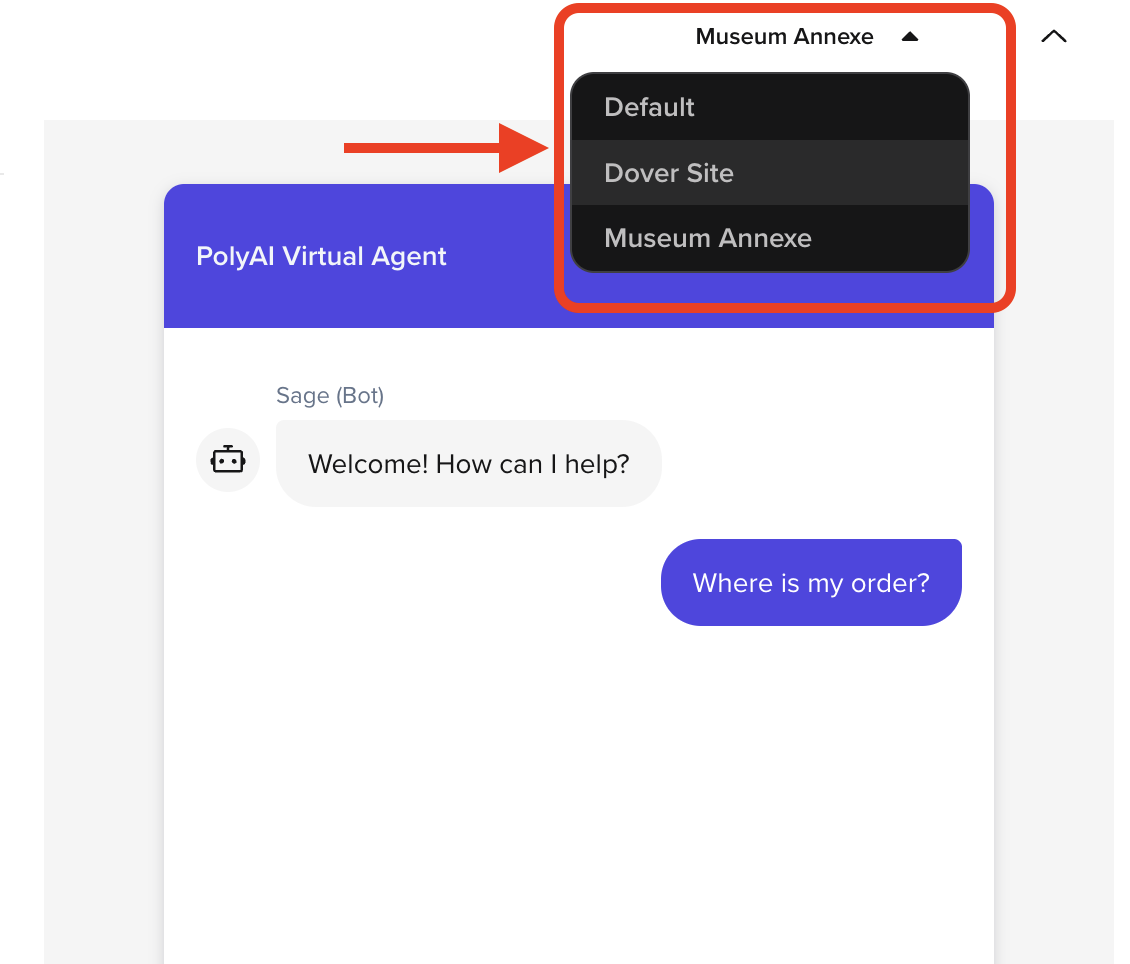 Museum Annexe
Default
Dover Site
Museum Annexe
PolyAI Virtual Agent
Sage (Bot)
Welcome! How can I help?
Where is my order?